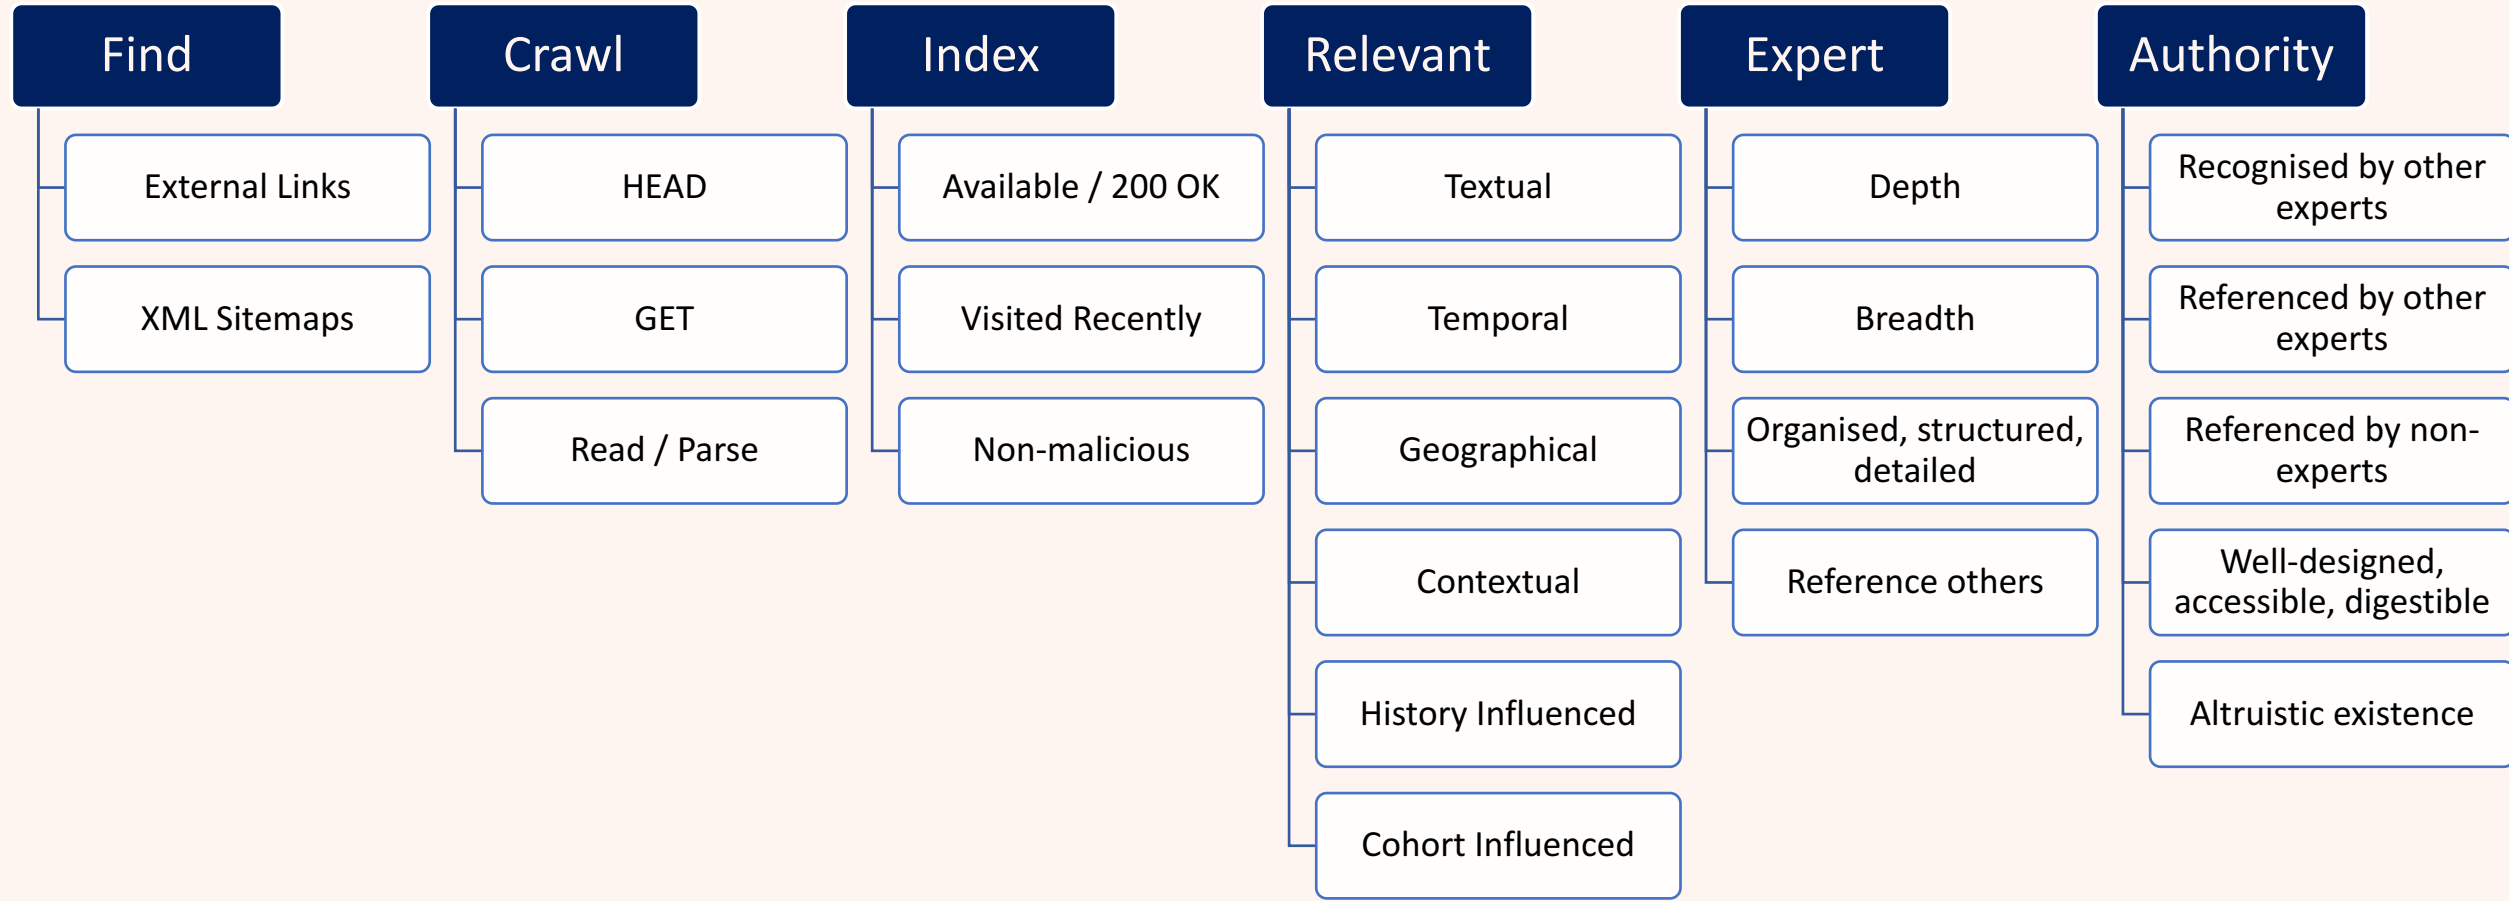 Find
External Links
XML Sitemaps
Crawl
HEAD
GET
Read / Parse
Index
Available / 200 OK
Visited Recently
Non-malicious
Relevant
Textual
Temporal
Geographical
Contextual
History Influenced
Cohort Influenced
Expert
Depth
Breadth
Organised, structured,
detailed
Reference others
Authority
Recognised by other
experts
Referenced by other
experts
Referenced by non-
experts
Well-designed,
accessible, digestible
Altruistic existence